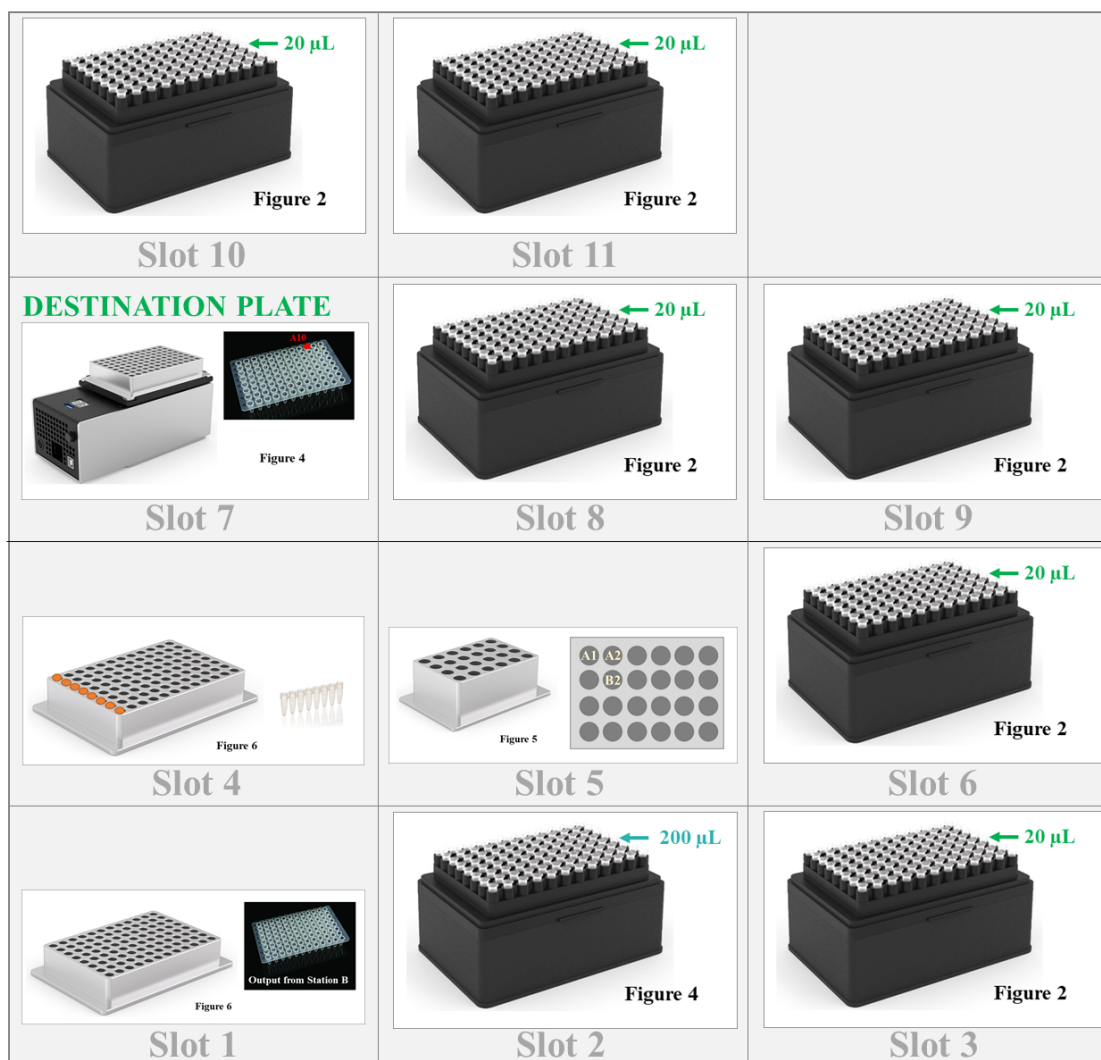 20 µL
Figure 2
Slot 10
20 µL
Figure 2
Slot 11
DESTINATION PLATE
A10
Figure 4
Slot 7
20 µL
Figure 2
Slot 8
20 µL
Figure 2
Slot 9
Figure 6
Slot 4
A1 A2
B2
Figure 5
Slot 5
20 µL
Figure 2
Slot 6
Output from Station B
Figure 6
Slot 1
200 µL
Figure 4
Slot 2
20 µL
Figure 2
Slot 3